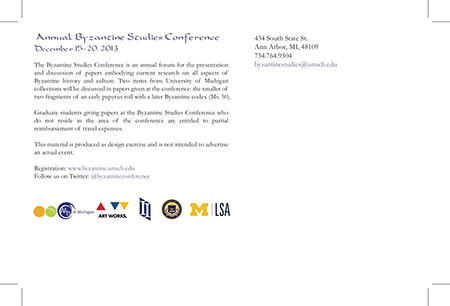 Annual Byzantine Studies Conference
December 15-20, 2013
The Byzantine Studies Conference is an annual forum for the presentation
and discussion of papers embodying current research on all aspects of
Byzantine history and culture. Two items from University of Michigan
collections will be discussed in papers given at the conference: the smaller of
two fragments of an early papyrus roll with a later Byzantine codex (Ms. 50).
Graduate students giving papers at the Byzantine Studies Conference who
do not reside in the area of the conference are entitled to partial
reimbursement of travel expenses.
This material is produced as design exercise and is not intended to advertise
an actual event.
Registration: www.byzantine.umich.edu
Follow us on Twitter: @byzantineconference
434 South State St.
Ann Arbor, MI, 48109
734.764.9304
byzantinestudies@umich.edu
at Michigan
ART WORKS.
M LSA